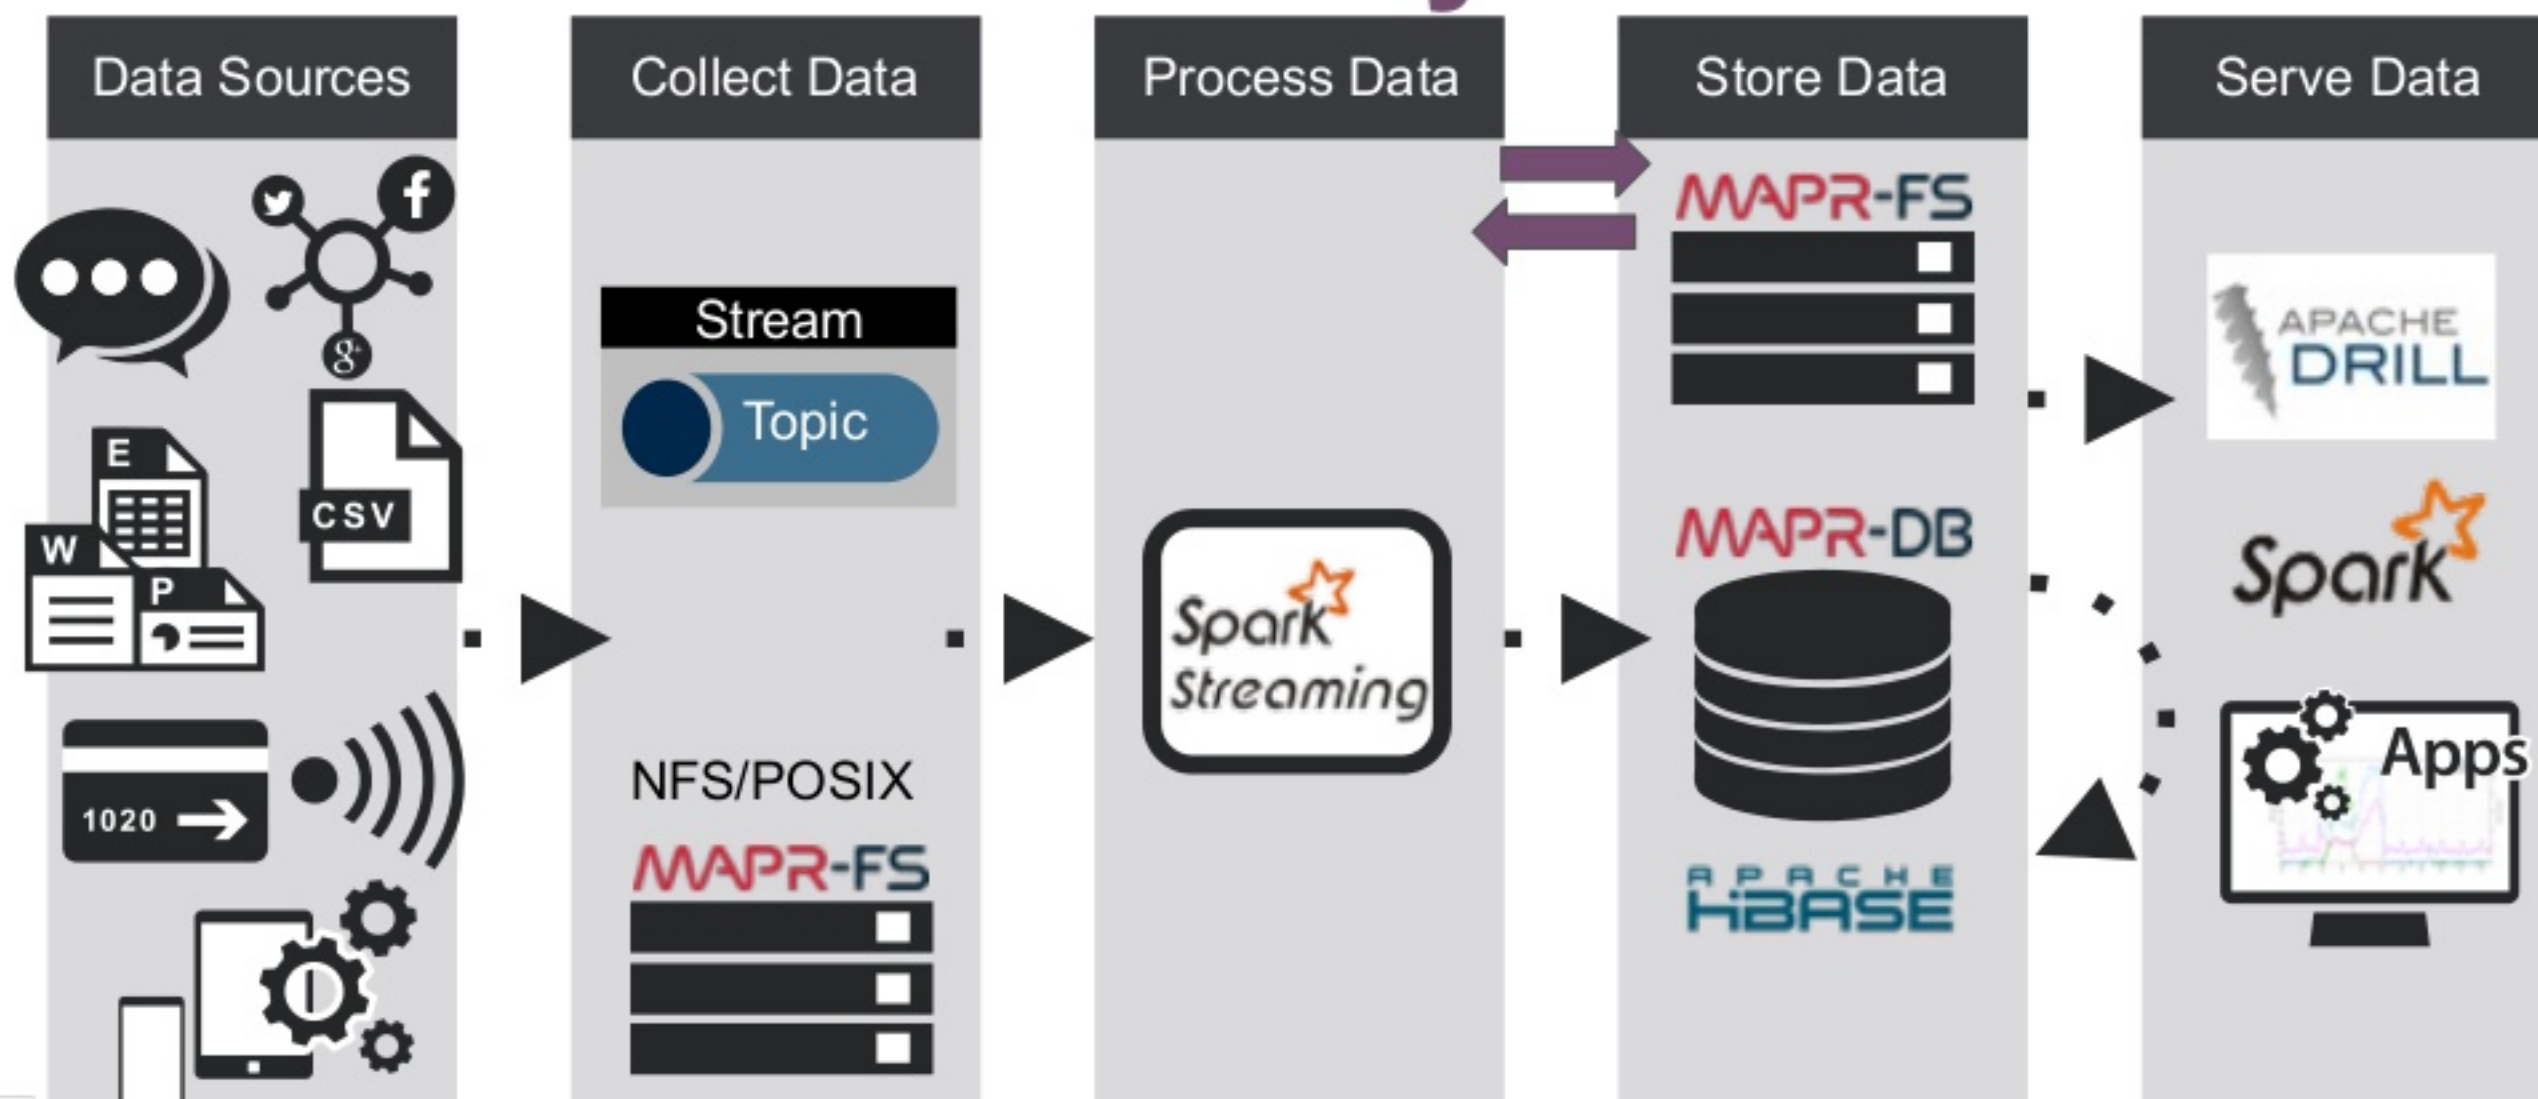 Data Sources
Collect Data
Process Data
Store Data
Serve Data
f
g+
E
W
P
CSV
1020
Stream
Topic
NFS/POSIX
MAPR-FS
Spark
Streaming
MAPR-FS
MAPR-DB
APACHE
HBASE
APACHE
DRILL
Spark
Apps